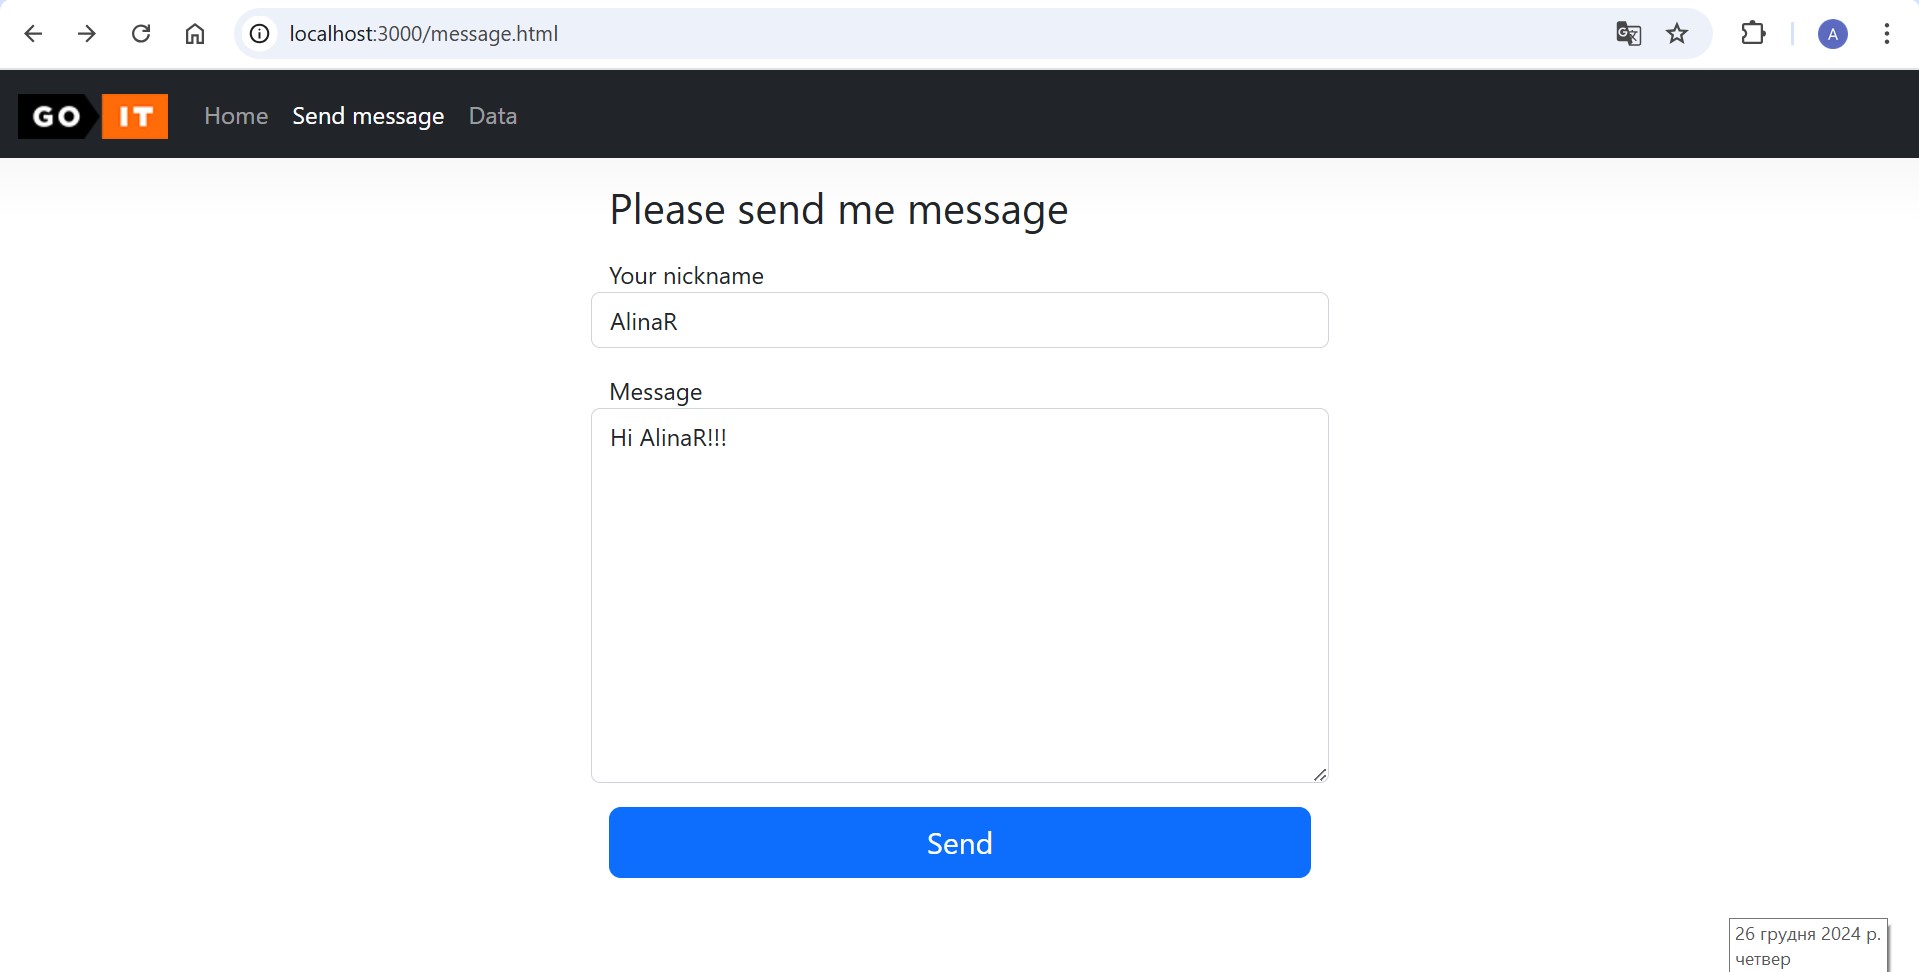 localhost:3000/message.html
A
GO IT
Home Send message Data
Please send me message
Your nickname
AlinaR
Message
Hi AlinaR!!!
Send
26 грудня 2024 р.
четвер